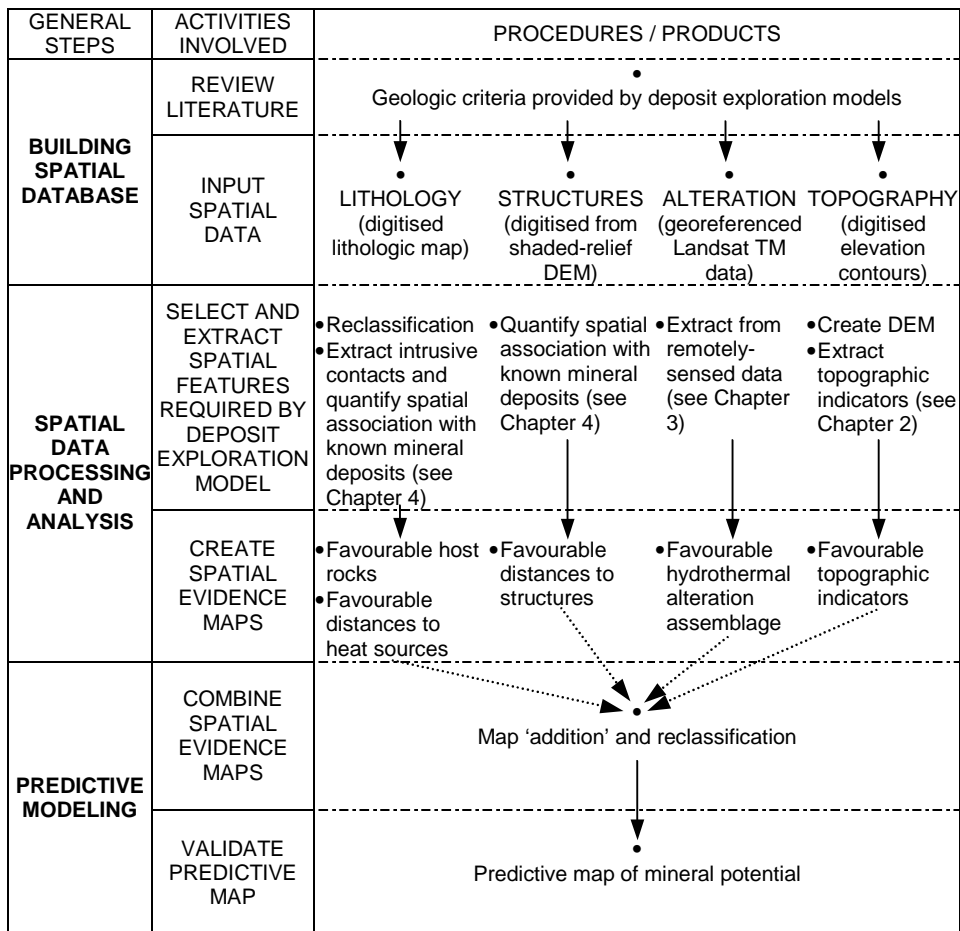 GENERAL
STEPS
ACTIVITIES
INVOLVED
PROCEDURES / PRODUCTS
BUILDING
SPATIAL
DATABASE
REVIEW
LITERATURE
•
Geologic criteria provided by deposit exploration models
INPUT
SPATIAL
DATA
•
LITHOLOGY
(digitised
lithologic map)
•
STRUCTURES
(digitised from
shaded-relief
DEM)
•
ALTERATION
(georeferenced
Landsat TM
data)
•
TOPOGRAPHY
(digitised
elevation
contours)
SPATIAL
DATA
PROCESSING
AND
ANALYSIS
SELECT AND
EXTRACT
SPATIAL
FEATURES
REQUIRED BY
DEPOSIT
EXPLORATION
MODEL
•Reclassification
•Extract intrusive
contacts and
quantify spatial
association with
known mineral
deposits (see
Chapter 4)
•Quantify spatial
association with
known mineral
deposits (see
Chapter 4)
•Extract from
remotely-
sensed data
(see Chapter
3)
•Create DEM
•Extract
topographic
indicators (see
Chapter 2)
CREATE
SPATIAL
EVIDENCE
MAPS
•Favourable host
rocks
•Favourable
distances to
heat sources
•Favourable
distances to
structures
•Favourable
hydrothermal
alteration
assemblage
•Favourable
topographic
indicators
PREDICTIVE
MODELING
COMBINE
SPATIAL
EVIDENCE
MAPS
•
Map ‘addition’ and reclassification
VALIDATE
PREDICTIVE
MAP
•
Predictive map of mineral potential